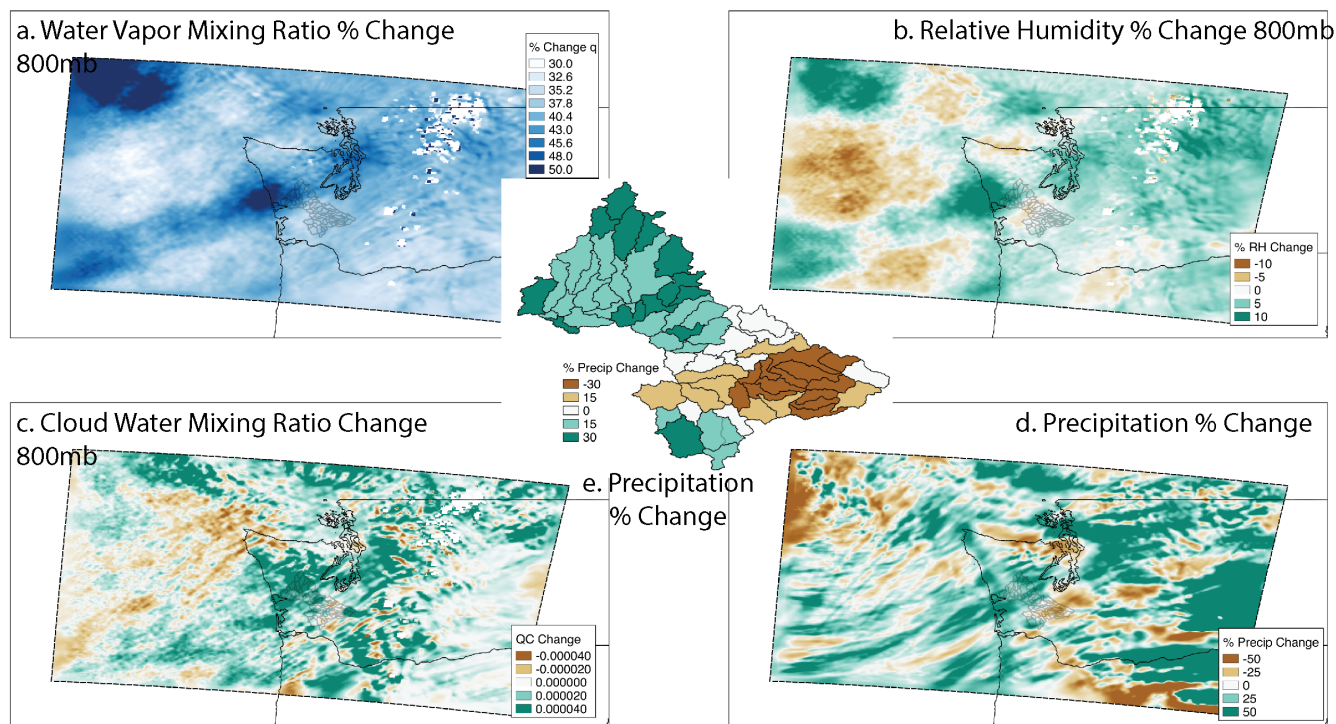 a. Water Vapor Mixing Ratio % Change
800mb
% Change q
30.0
32.6
35.2
37.8
40.4
43.0
45.6
48.0
50.0
b. Relative Humidity % Change 800mb
% RH Change
-10
-5
0
5
10
% Precip Change
-30
15
0
15
30
e. Precipitation
% Change
c. Cloud Water Mixing Ratio Change
800mb
QC Change
-0.000040
-0.000020
0.000000
0.000020
0.000040
d. Precipitation % Change
% Precip Change
-50
-25
0
25
50